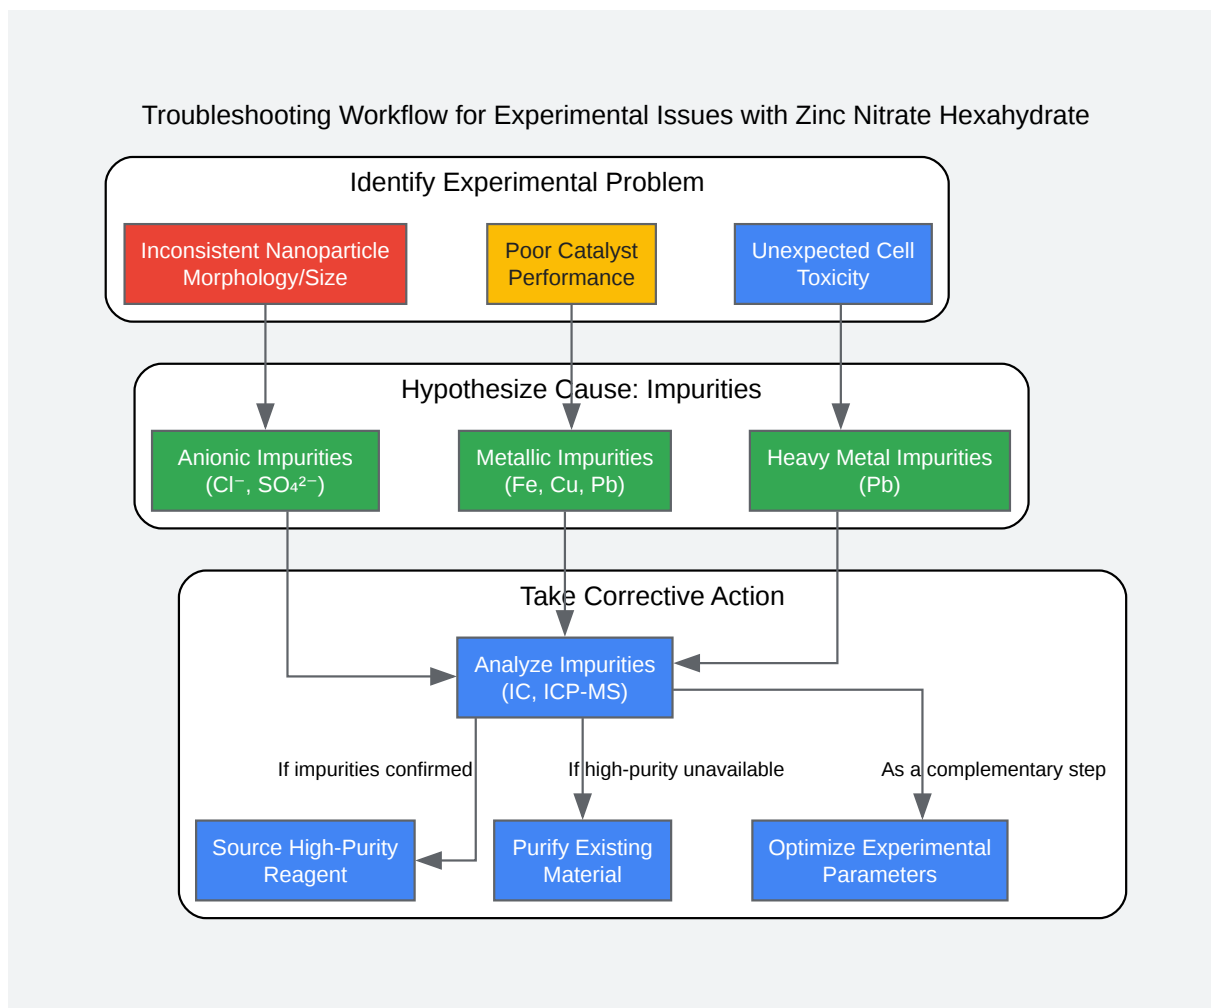 Troubleshooting Workflow for Experimental Issues with Zinc Nitrate Hexahydrate
Identify Experimental Problem
Inconsistent Nanoparticle
Morphology/Size
Poor Catalyst
Performance
Unexpected Cell
Toxicity
Hypothesize Cause: Impurities
Anionic Impurities
(Cl⁻, SO₄²⁻)
Metallic Impurities
(Fe, Cu, Pb)
Heavy Metal Impurities
(Pb)
Take Corrective Action
Analyze Impurities
(IC, ICP-MS)
If impurities confirmed
If high-purity unavailable
As a complementary step
Source High-Purity
Reagent
Purify Existing
Material
Optimize Experimental
Parameters